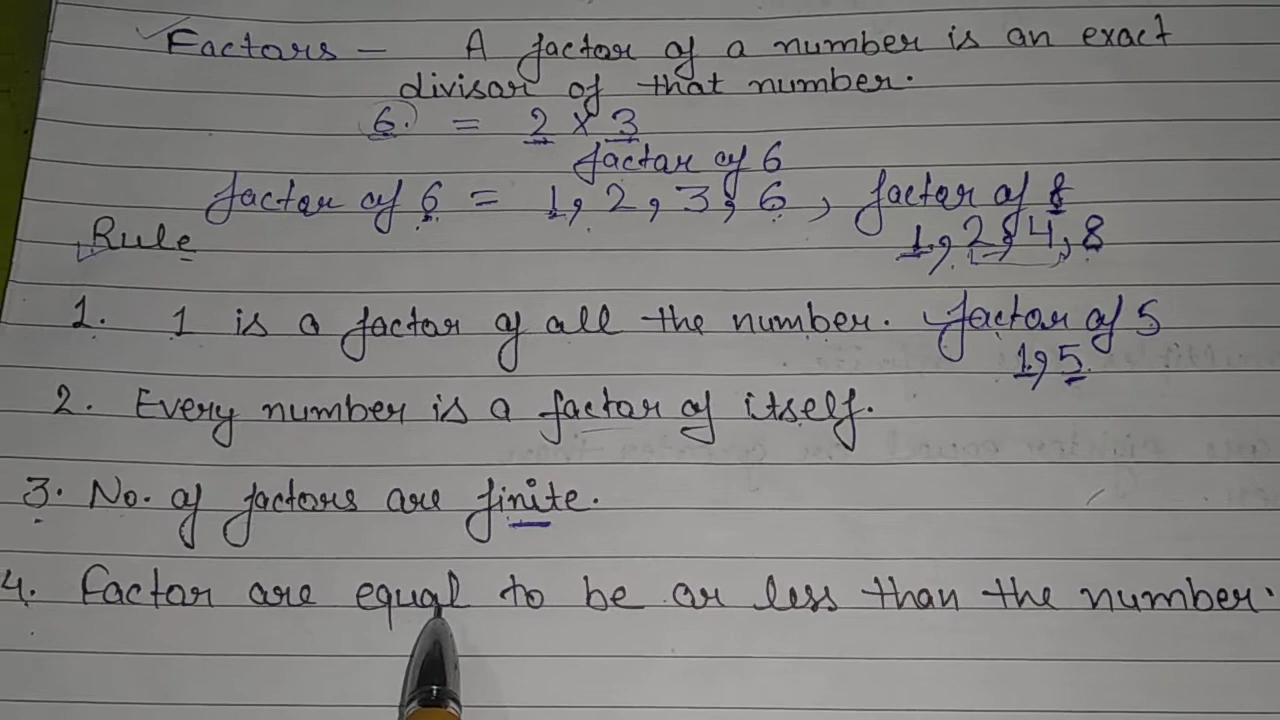 Factors - A factor of a number is an exact
divisar of that number.
6. = 2 x 3
factor of 6
factor of 6 = 1, 2, 3, 6, factor of 8
1, 2, 4, 8
Rule
1. 1 is a factor of all the number. factor of 5
1, 5
2. Every number is a factor of itself.
3. No. of factors are finite.
4. Factor are equal to be or less than the number.